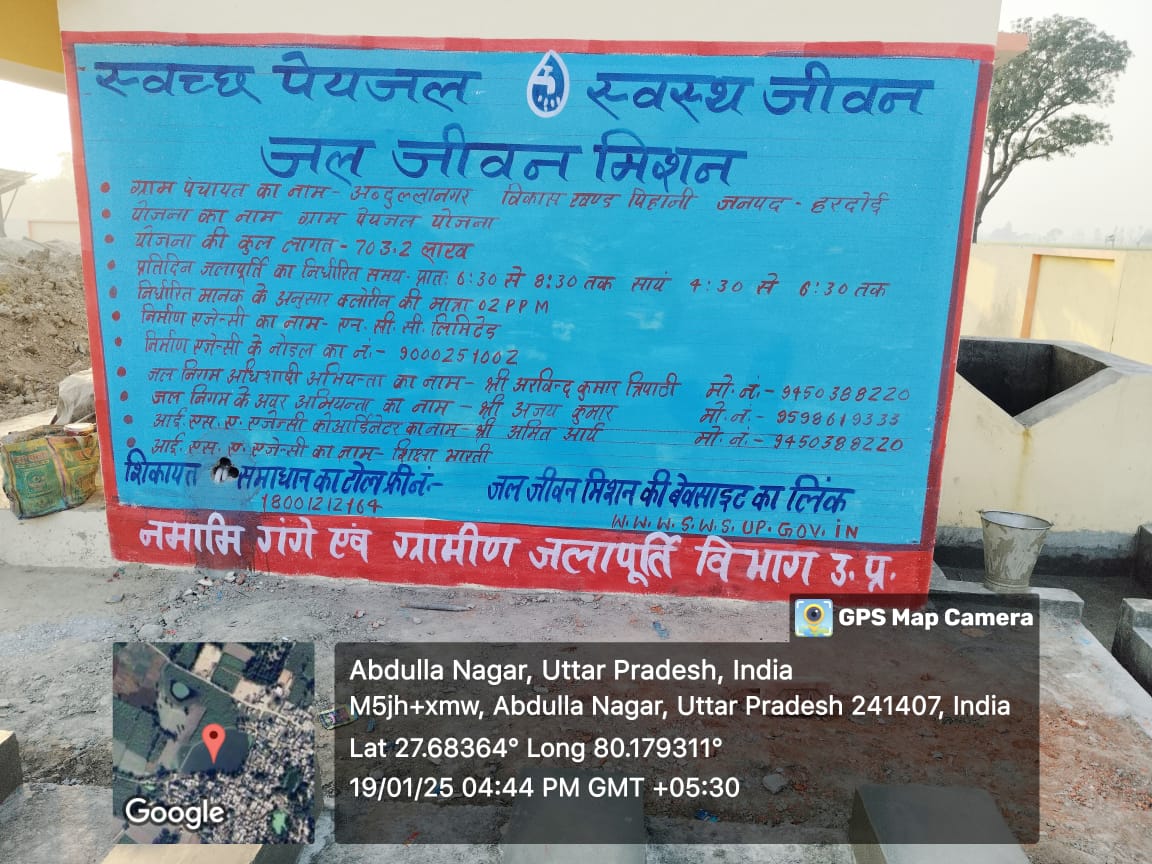 स्वच्छ पेयजल स्वस्थ जीवन
जल जीवन मिशन
ग्राम पंचायत का नाम- अब्दुल्लानगर विकास खण्ड पिहानी जनपद - हरदोई
योजना का नाम ग्राम पेयजल योजना
योजना की कुल लागत - 703.2 लाख
प्रतिदिन जलापूर्ति का निर्धारित समय- प्रातः 6:30 से 8:30 तक सायं 4:30 से 6:30 तक
निर्धारित मानक के अनुसार क्लोरीन की मात्रा 02 PPM
निर्माण एजेन्सी का नाम- एन. सी. सी. लिमिटेड
निर्माण एजेन्सी के नोडल का नं.- 9000251002
जल निगम अधिशाषी अभियन्ता का नाम- श्री अरविन्द कुमार त्रिपाठी मो. नं.- 9450388220
जल निगम के अवर अभियन्ता का नाम - श्री अजय कुमार मो. नं.- 9598619333
आई. एस. ए. एजेन्सी कोआर्डिनेटर का नाम श्री अमित आर्य मो. नं.- 9450388220
आई. एस. ए. एजेन्सी का नाम- शिक्षा भारती
शिकायत समाधान का टोल फ्री नं:- जल जीवन मिशन की वेवसाइट का लिंक
18001212164 W.W.W.S.W.S.UP.GOV.IN
नमामि गंगे एवं ग्रामीण जलापूर्ति विभाग उ. प्र.
GPS Map Camera
Abdulla Nagar, Uttar Pradesh, India
M5jh+xmw, Abdulla Nagar, Uttar Pradesh 241407, India
Lat 27.68364° Long 80.179311°
19/01/25 04:44 PM GMT +05:30
Google